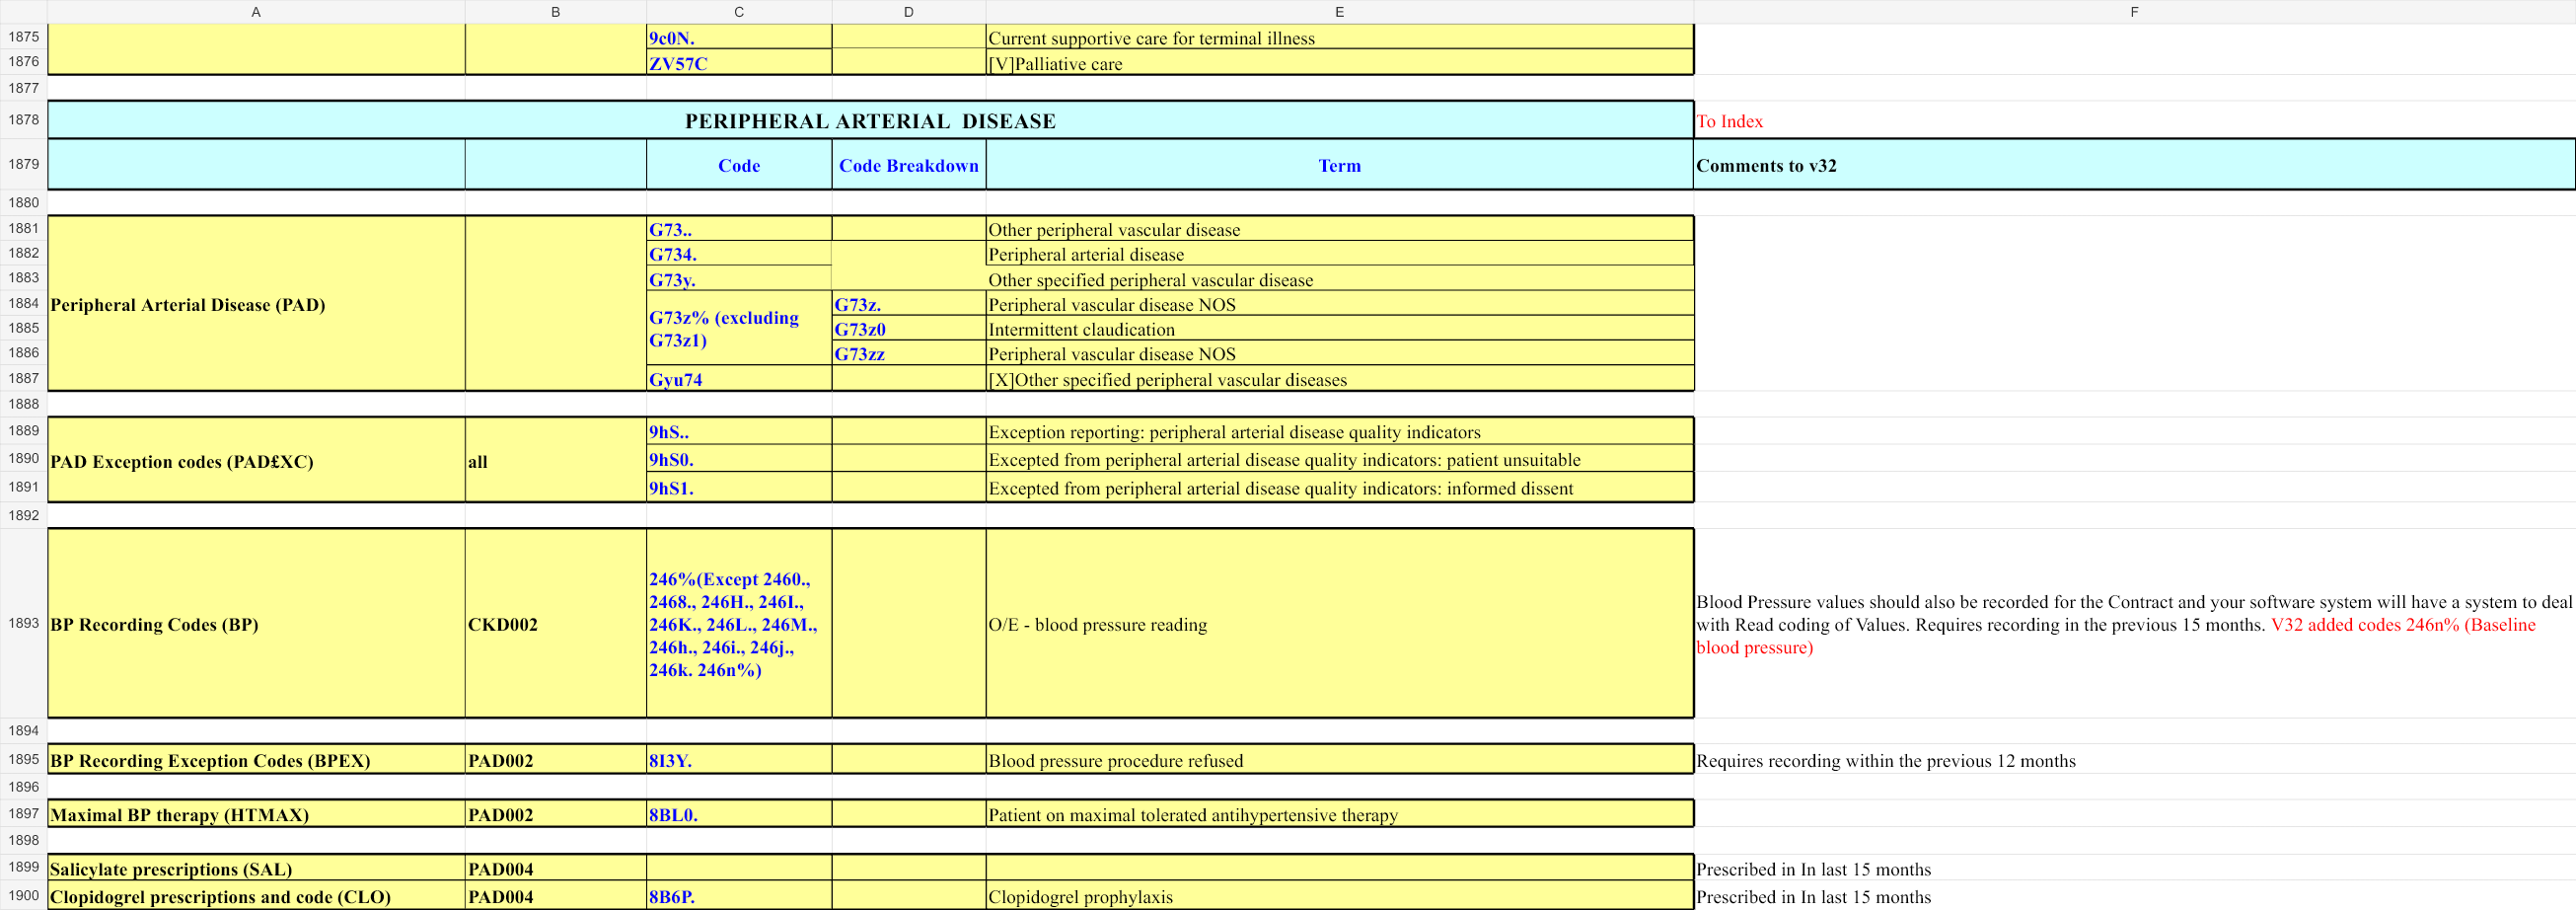 A B C D E F
1875 9c0N. Current supportive care for terminal illness
1876 ZV57C [V]Palliative care
1877
1878 PERIPHERAL ARTERIAL  DISEASE To Index
1879 Code Code Breakdown Term Comments to v32
1880
1881 G73.. Other peripheral vascular disease
1882 G734. Peripheral arterial disease
1883 G73y. Other specified peripheral vascular disease
1884 Peripheral Arterial Disease (PAD) G73z. Peripheral vascular disease NOS
G73z% (excluding
1885 G73z0 Intermittent claudication
G73z1)
1886 G73zz Peripheral vascular disease NOS
1887 Gyu74 [X]Other specified peripheral vascular diseases
1888
1889 9hS.. Exception reporting: peripheral arterial disease quality indicators
1890 PAD Exception codes (PAD£XC) all 9hS0. Excepted from peripheral arterial disease quality indicators: patient unsuitable
1891 9hS1. Excepted from peripheral arterial disease quality indicators: informed dissent
1892
246%(Except 2460.,
2468., 246H., 246I., Blood Pressure values should also be recorded for the Contract and your software system will have a system to deal
1893 BP Recording Codes (BP) CKD002 246K., 246L., 246M., O/E - blood pressure reading with Read coding of Values. Requires recording in the previous 15 months. V32 added codes 246n% (Baseline
246h., 246i., 246j., blood pressure)
246k. 246n%)
1894
1895 BP Recording Exception Codes (BPEX) PAD002 8I3Y. Blood pressure procedure refused Requires recording within the previous 12 months
1896
1897 Maximal BP therapy (HTMAX) PAD002 8BL0. Patient on maximal tolerated antihypertensive therapy
1898
1899 Salicylate prescriptions (SAL) PAD004 Prescribed in In last 15 months
1900 Clopidogrel prescriptions and code (CLO) PAD004 8B6P. Clopidogrel prophylaxis Prescribed in In last 15 months